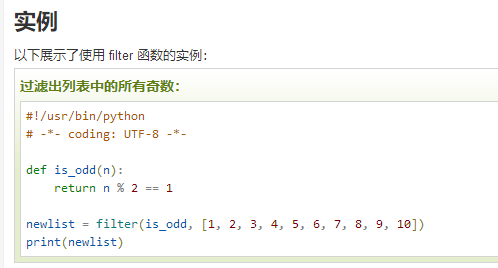 实例
以下展示了使用 filter 函数的实例：
过滤出列表中的所有奇数：
#!/usr/bin/python
# -*- coding: UTF-8 -*-
def is_odd(n):
    return n % 2 == 1
newlist = filter(is_odd, [1, 2, 3, 4, 5, 6, 7, 8, 9, 10])
print(newlist)